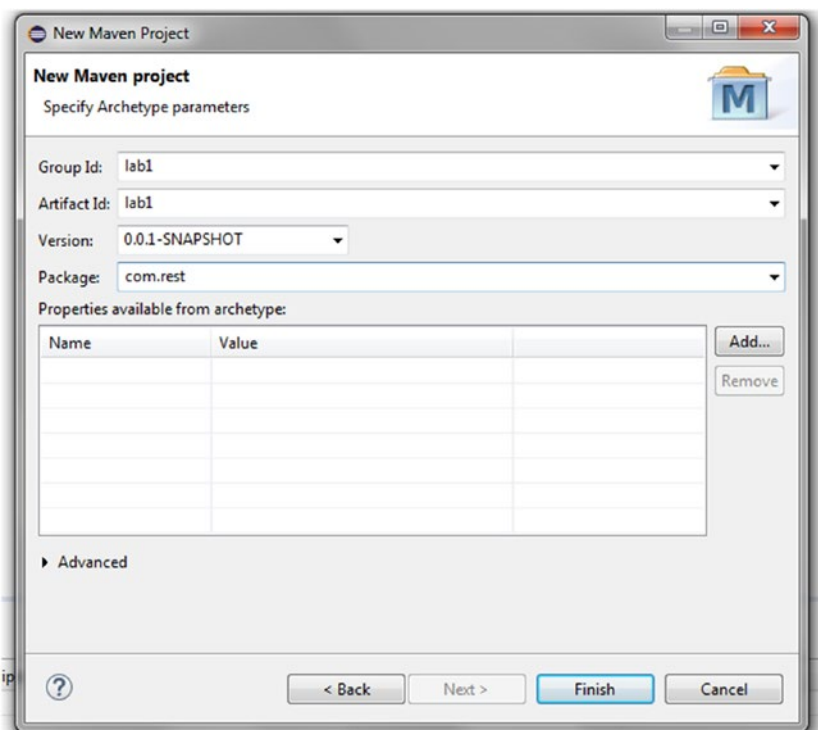 New Maven Project
New Maven project
Specify Archetype parameters
M
Group Id: lab1
Artifact Id: lab1
Version: 0.0.1-SNAPSHOT
Package: com.rest
Properties available from archetype:
Name Value
Add...
Remove
Advanced
ip
? < Back Next > Finish Cancel